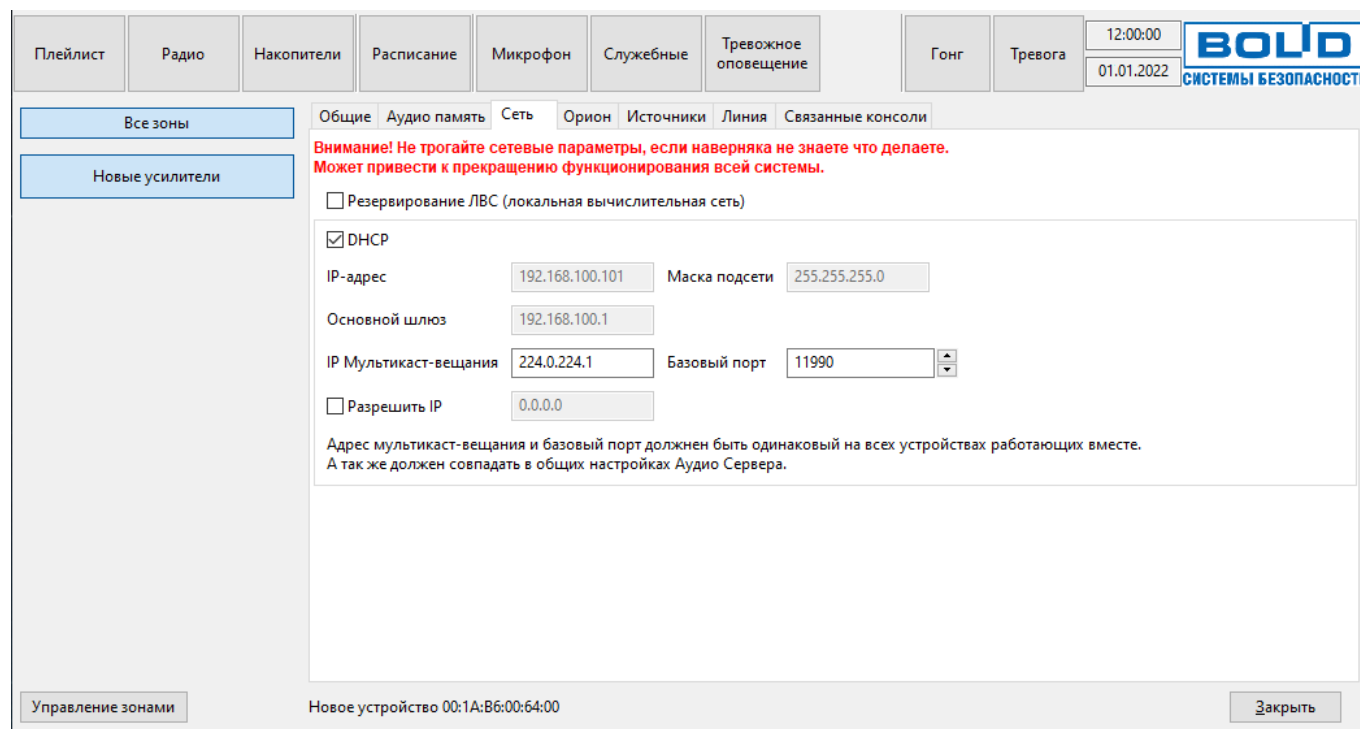 Плейлист
Радио
Накопители
Расписание
Микрофон
Служебные
Тревожное
оповещение
Гонг
Тревога
12:00:00
01.01.2022
BOLID
СИСТЕМЫ БЕЗОПАСНОСТ
Все зоны
Новые усилители
Общие Аудио память Сеть Орион Источники Линия Связанные консоли
Внимание! Не трогайте сетевые параметры, если наверняка не знаете что делаете.
Может привести к прекращению функционирования всей системы.
Резервирование ЛВС (локальная вычислительная сеть)
DHCP
IP-адрес 192.168.100.101 Маска подсети 255.255.255.0
Основной шлюз 192.168.100.1
IP Мультикаст-вещания 224.0.224.1 Базовый порт 11990
Разрешить IP 0.0.0.0
Адрес мультикаст-вещания и базовый порт должнен быть одинаковый на всех устройствах работающих вместе.
А так же должен совпадать в общих настройках Аудио Сервера.
Управление зонами
Новое устройство 00:1A:B6:00:64:00
Закрыть